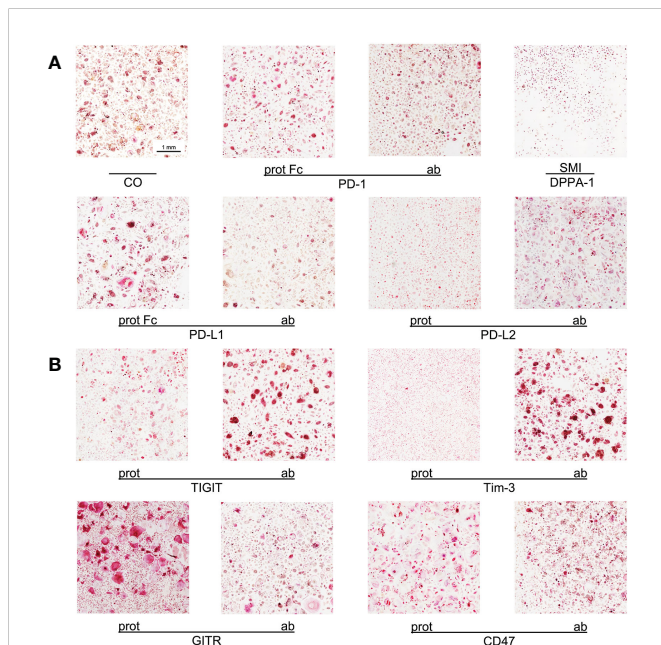 A
1 mm
CO
prot Fc ab
PD-1
SMI
DPPA-1
prot Fc ab
PD-L1
prot ab
PD-L2
B
prot ab
TIGIT
prot ab
Tim-3
prot ab
GITR
prot ab
CD47